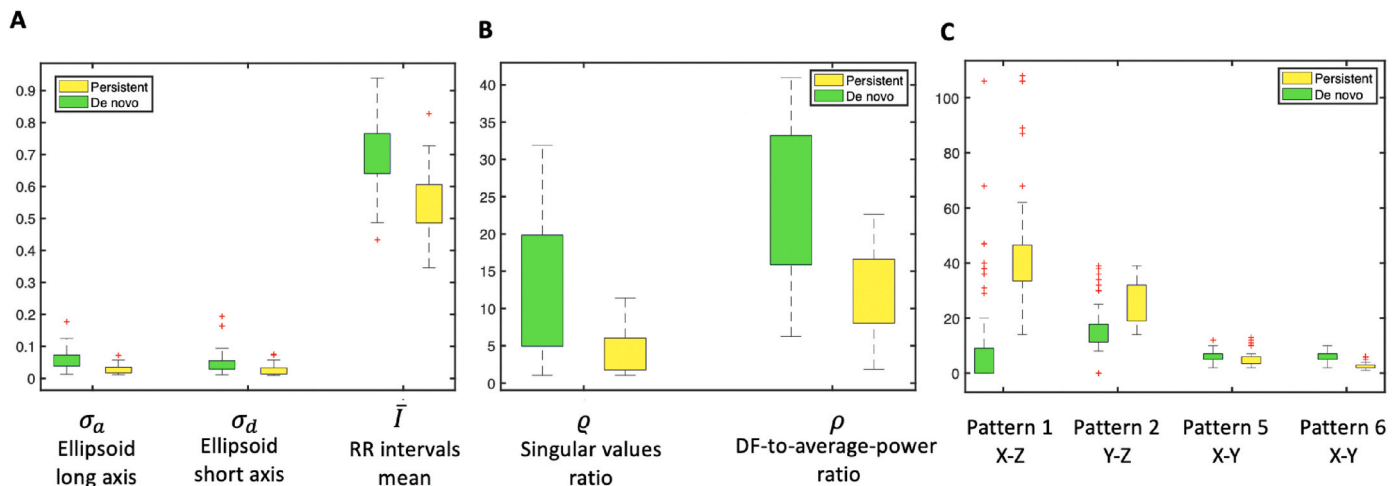 A
Persistent
De novo
0.9
0.8
0.7
0.6
0.5
0.4
0.3
0.2
0.1
0
σa
Ellipsoid
long axis
σd
Ellipsoid
short axis
Ī
RR intervals
mean
B
Persistent
De novo
40
35
30
25
20
15
10
5
0
ϱ
Singular values
ratio
ρ
DF-to-average-power
ratio
C
Persistent
De novo
100
80
60
40
20
0
Pattern 1
X-Z
Pattern 2
Y-Z
Pattern 5
X-Y
Pattern 6
X-Y